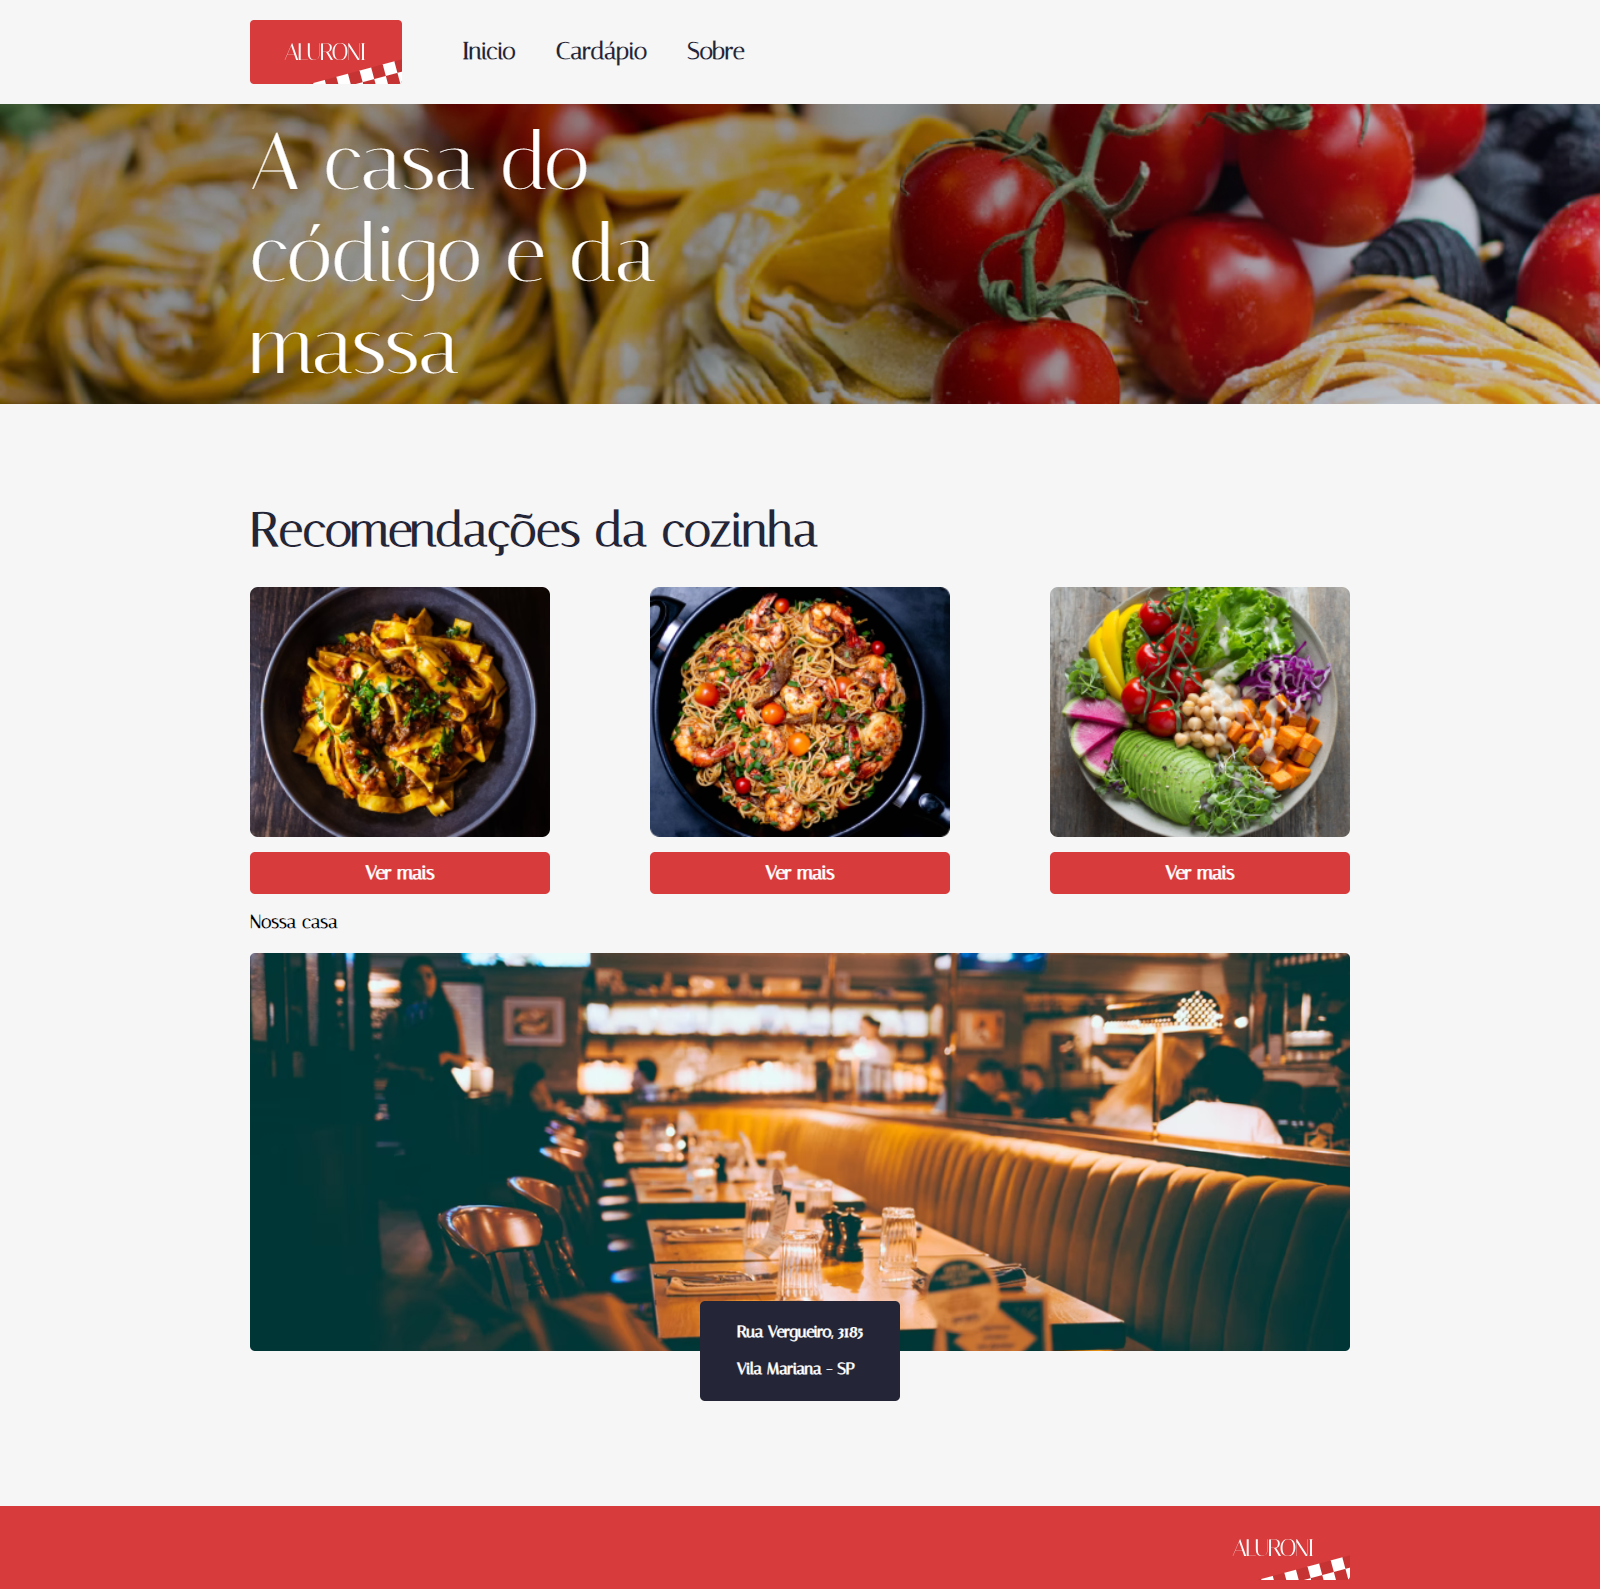 ALURONI
Inicio Cardápio Sobre
A casa do
código e da
massa
Recomendações da cozinha
Ver mais Ver mais Ver mais
Nossa casa
Rua Vergueiro, 3185
Vila Mariana - SP
ALURONI